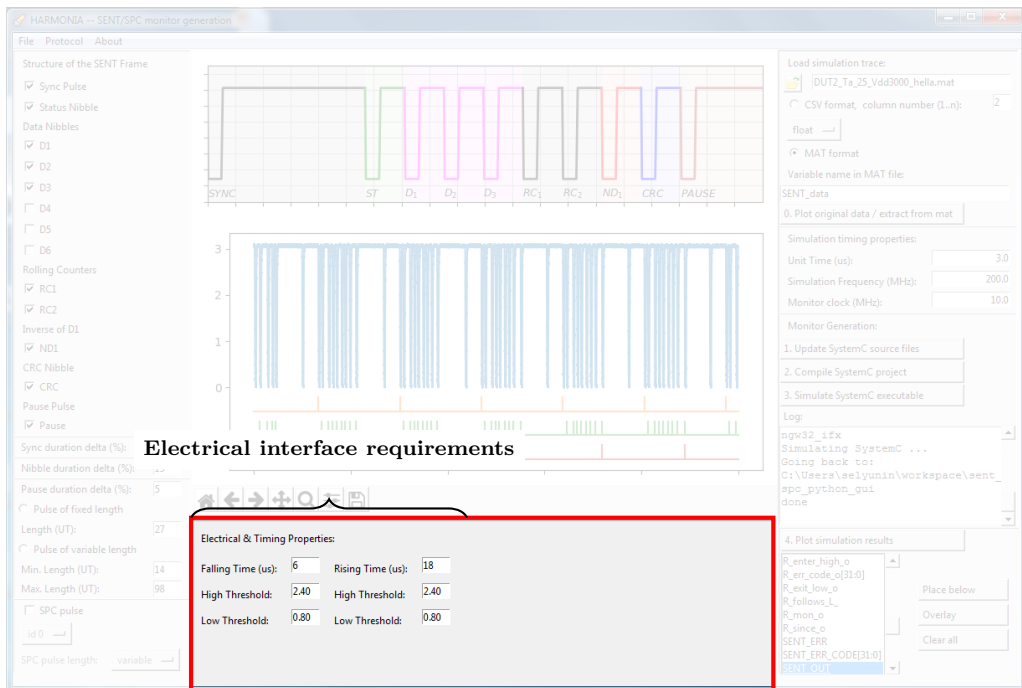 HARMONIA -- SENT/SPC monitor generation
File Protocol About
Structure of the SENT Frame
Sync Pulse
Status Nibble
Data Nibbles
D1
D2
D3
D4
D5
D6
Rolling Counters
RC1
RC2
Inverse of D1
ND1
CRC Nibble
CRC
Pause Pulse
Pause
Sync duration delta (%):
Nibble duration delta (%):
Pause duration delta (%): 5
Pulse of fixed length
Length (UT): 27
Pulse of variable length
Min. Length (UT): 14
Max. Length (UT): 98
SPC pulse
id 0
SPC pulse length: variable
SYNC ST D1 D2 D3 RC1 RC2 ND1 CRC PAUSE
3
2
1
0
Electrical interface requirements
Electrical & Timing Properties:
Falling Time (us): 6 Rising Time (us): 18
High Threshold: 2.40 High Threshold: 2.40
Low Threshold: 0.80 Low Threshold: 0.80
Load simulation trace:
DUT2_Ta_25_Vdd3000_hella.mat
CSV format, column number (1..n): 2
float
MAT format
Variable name in MAT file:
SENT_data
0. Plot original data / extract from mat
Simulation timing properties:
Unit Time (us): 3.0
Simulation Frequency (MHz): 200.0
Monitor clock (MHz): 10.0
Monitor Generation:
1. Update SystemC source files
2. Compile SystemC project
3. Simulate SystemC executable
Log:
ngw32_ifx
Simulating SystemC ...
Going back to:
C:\Users\selyunin\workspace\sent_
spc_python_gui
done
4. Plot simulation results
R_enter_high_o
R_err_code_o[31:0]
R_exit_low_o
R_follows_L_
R_mon_o
R_since_o
SENT_ERR
SENT_ERR_CODE[31:0]
SENT_OUT
Place below
Overlay
Clear all